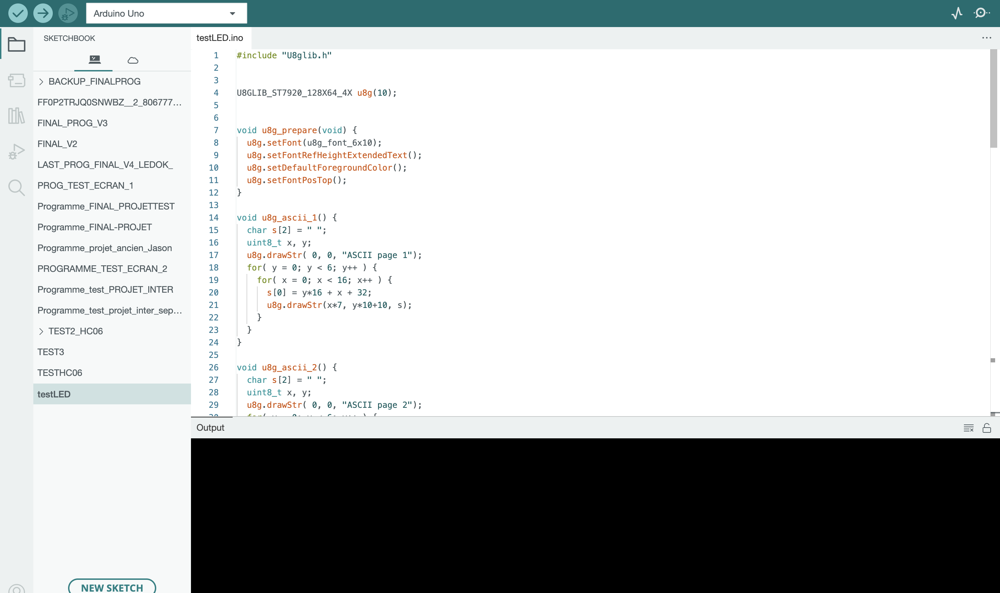 Arduino Uno
SKETCHBOOK
BACKUP_FINALPROG
FF0P2TRJQ0SNWBZ__2_806777...
FINAL_PROG_V3
FINAL_V2
LAST_PROG_FINAL_V4_LEDOK_
PROG_TEST_ECRAN_1
Programme_FINAL_PROJETTEST
Programme_FINAL-PROJET
Programme_projet_ancien_Jason
PROGRAMME_TEST_ECRAN_2
Programme_test_PROJET_INTER
Programme_test_projet_inter_sep...
TEST2_HC06
TEST3
TESTHC06
testLED
NEW SKETCH
testLED.ino
1 #include "U8glib.h"
2
3
4 U8GLIB_ST7920_128X64_4X u8g(10);
5
6
7 void u8g_prepare(void) {
8 u8g.setFont(u8g_font_6x10);
9 u8g.setFontRefHeightExtendedText();
10 u8g.setDefaultForegroundColor();
11 u8g.setFontPosTop();
12 }
13
14 void u8g_ascii_1() {
15 char s[2] = " ";
16 uint8_t x, y;
17 u8g.drawStr( 0, 0, "ASCII page 1");
18 for( y = 0; y < 6; y++ ) {
19 for( x = 0; x < 16; x++ ) {
20 s[0] = y*16 + x + 32;
21 u8g.drawStr(x*7, y*10+10, s);
22 }
23 }
24 }
25
26 void u8g_ascii_2() {
27 char s[2] = " ";
28 uint8_t x, y;
29 u8g.drawStr( 0, 0, "ASCII page 2");
Output